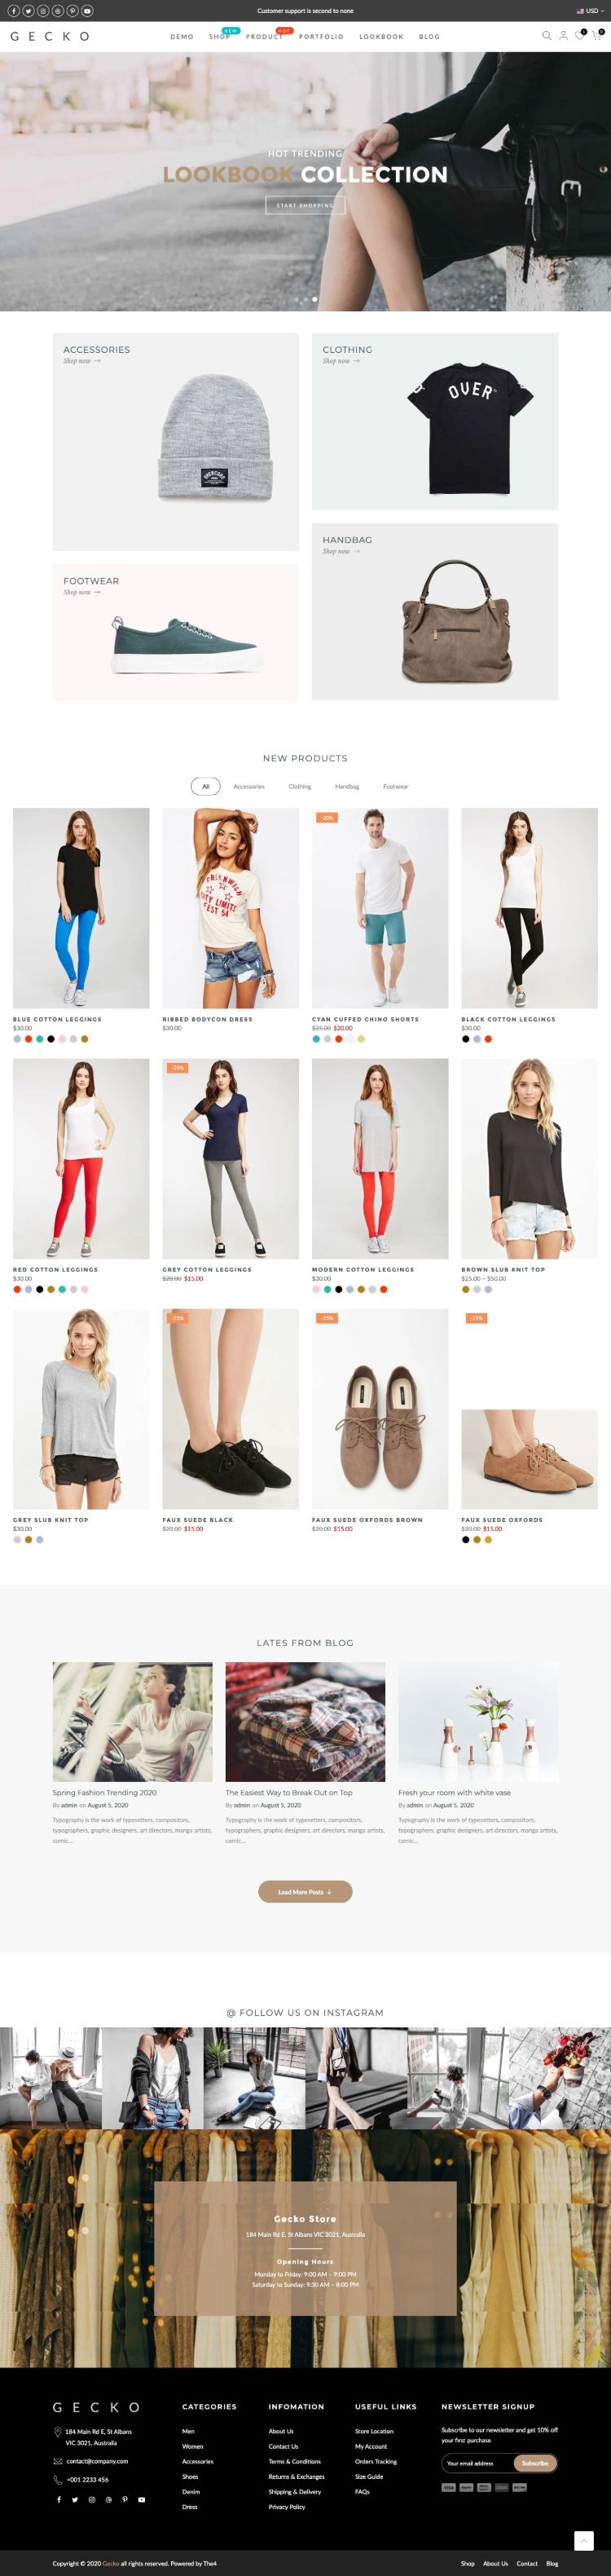 Customer support is second to none
USD
GECKO
DEMO
SHOP
NEW
PRODUCT
HOT
PORTFOLIO
LOOKBOOK
BLOG
1
0
HOT TRENDING
LOOKBOOK COLLECTION
START SHOPPING
ACCESSORIES
Shop now →
CLOTHING
Shop now →
OVER
HANDBAG
Shop now →
FOOTWEAR
Shop now →
NEW PRODUCTS
All
Accessories
Clothing
Handbag
Footwear
GREENWICH
CITY LIMITS
EST 54
-20%
BLUE COTTON LEGGINGS
$30.00
RIBBED BODYCON DRESS
$30.00
CYAN CUFFED CHINO SHORTS
$25.00 $20.00
BLACK COTTON LEGGINGS
$30.00
-25%
RED COTTON LEGGINGS
$30.00
GREY COTTON LEGGINGS
$20.00 $15.00
MODERN COTTON LEGGINGS
$30.00
BROWN SLUB KNIT TOP
$25.00 – $50.00
-25%
-25%
-25%
GREY SLUB KNIT TOP
$30.00
FAUX SUEDE BLACK
$20.00 $15.00
FAUX SUEDE OXFORDS BROWN
$20.00 $15.00
FAUX SUEDE OXFORDS
$20.00 $15.00
LATES FROM BLOG
Spring Fashion Trending 2020
By admin on August 5, 2020
Typography is the work of typesetters, compositors,
typographers, graphic designers, art directors, manga artists,
comic...
The Easiest Way to Break Out on Top
By admin on August 5, 2020
Typography is the work of typesetters, compositors,
typographers, graphic designers, art directors, manga artists,
comic...
Fresh your room with white vase
By admin on August 5, 2020
Typography is the work of typesetters, compositors,
typographers, graphic designers, art directors, manga artists,
comic...
Load More Posts ↓
@ FOLLOW US ON INSTAGRAM
Gecko Store
184 Main Rd E, St Albans VIC 3021, Australia
Opening Hours
Monday to Friday: 9:00 AM – 9:00 PM
Saturday to Sunday: 9:30 AM – 8:00 PM
GECKO
184 Main Rd E, St Albans
VIC 3021, Australia
contact@company.com
+001 2233 456
CATEGORIES
Men
Women
Accessories
Shoes
Denim
Dress
INFOMATION
About Us
Contact Us
Terms & Conditions
Returns & Exchanges
Shipping & Delivery
Privacy Policy
USEFUL LINKS
Store Location
My Account
Orders Tracking
Size Guide
FAQs
NEWSLETTER SIGNUP
Subscribe to our newsletter and get 10% off
your first purchase
Your email address
Subscribe
VISA
Copyright © 2020 Gecko all rights reserved. Powered by The4
Shop
About Us
Contact
Blog